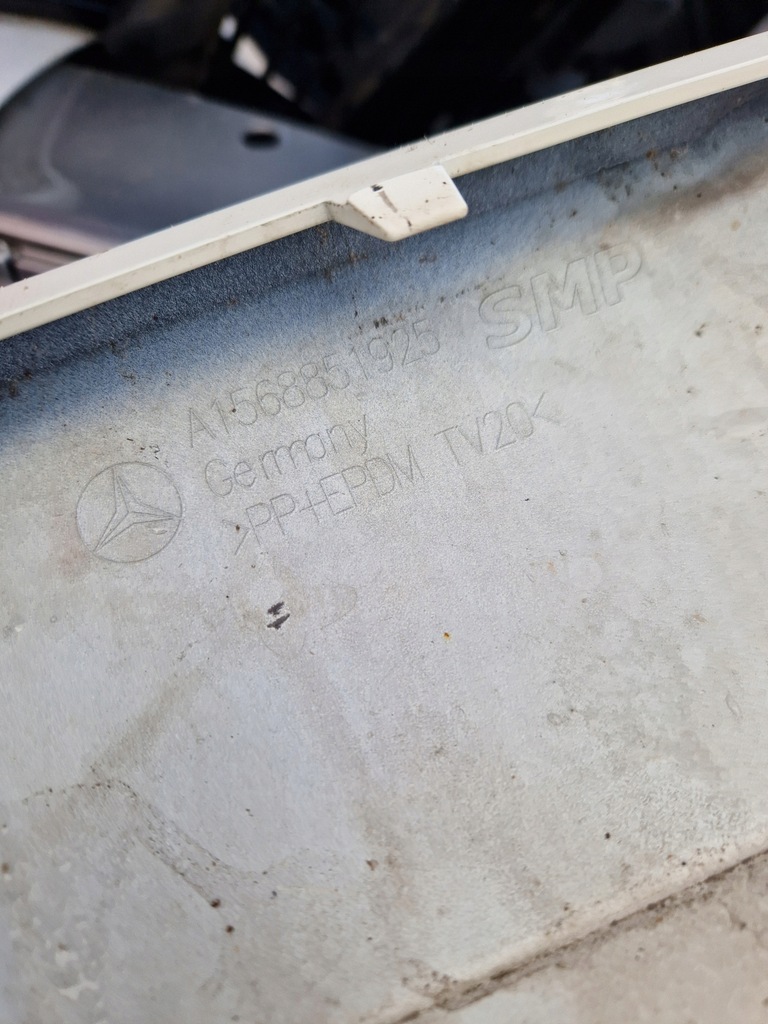 A1568851925 SMP
Germany
>PP+EPDM TV20<